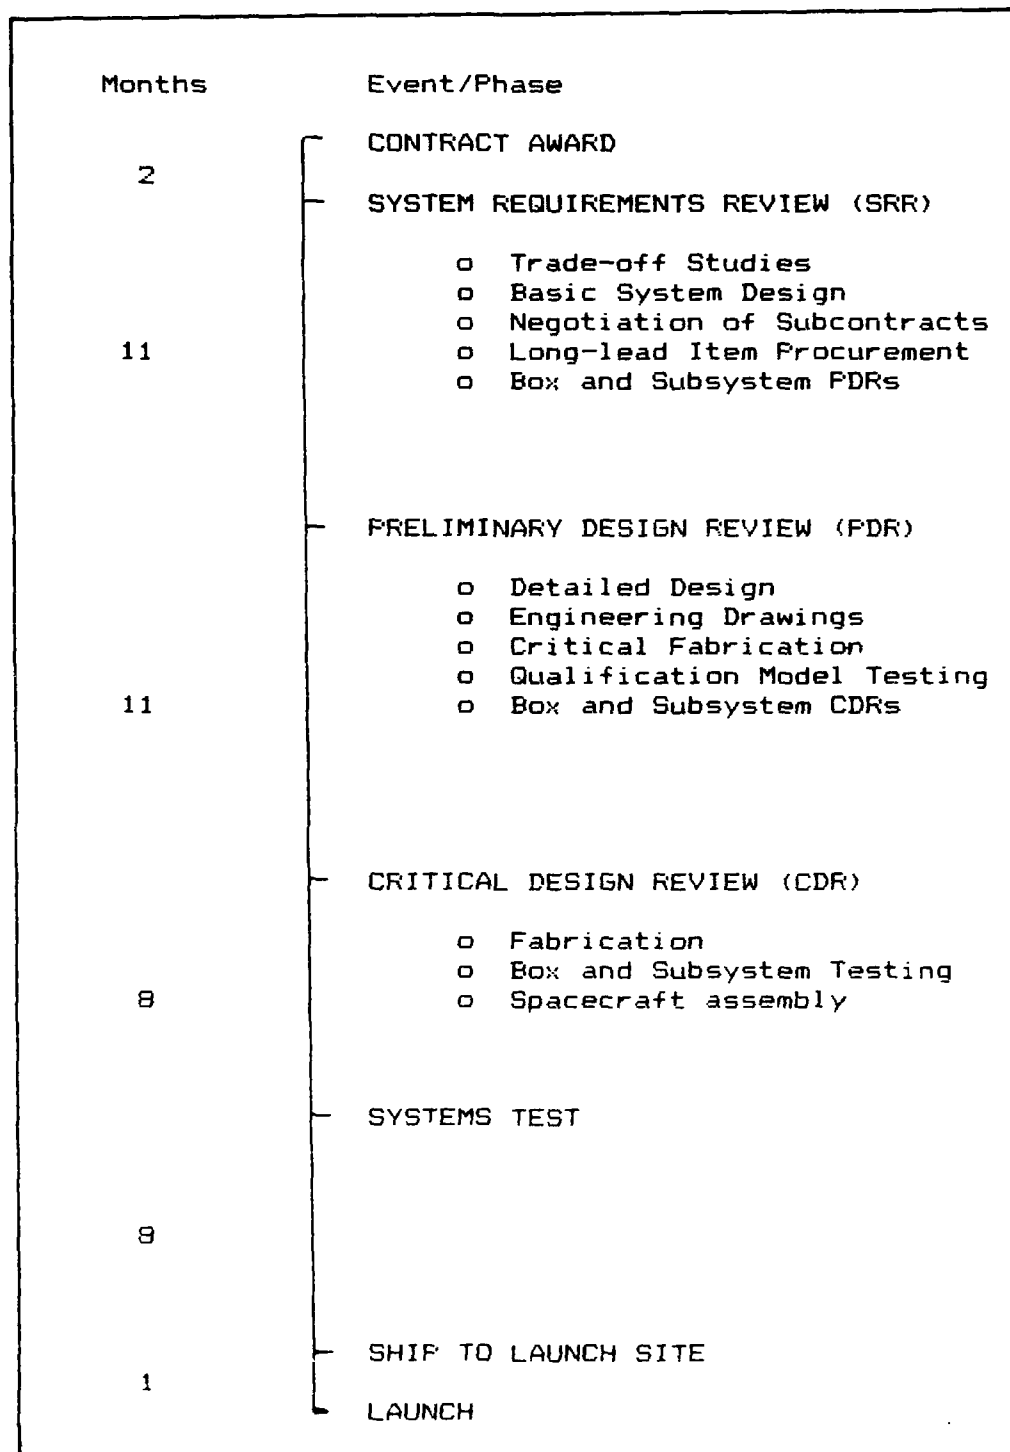 Months Event/Phase
CONTRACT AWARD
2
SYSTEM REQUIREMENTS REVIEW (SRR)
o Trade-off Studies
o Basic System Design
o Negotiation of Subcontracts
11 o Long-lead Item Procurement
o Box and Subsystem PDRs
PRELIMINARY DESIGN REVIEW (PDR)
o Detailed Design
o Engineering Drawings
o Critical Fabrication
o Qualification Model Testing
11 o Box and Subsystem CDRs
CRITICAL DESIGN REVIEW (CDR)
o Fabrication
o Box and Subsystem Testing
8 o Spacecraft assembly
SYSTEMS TEST
8
SHIP TO LAUNCH SITE
1
LAUNCH